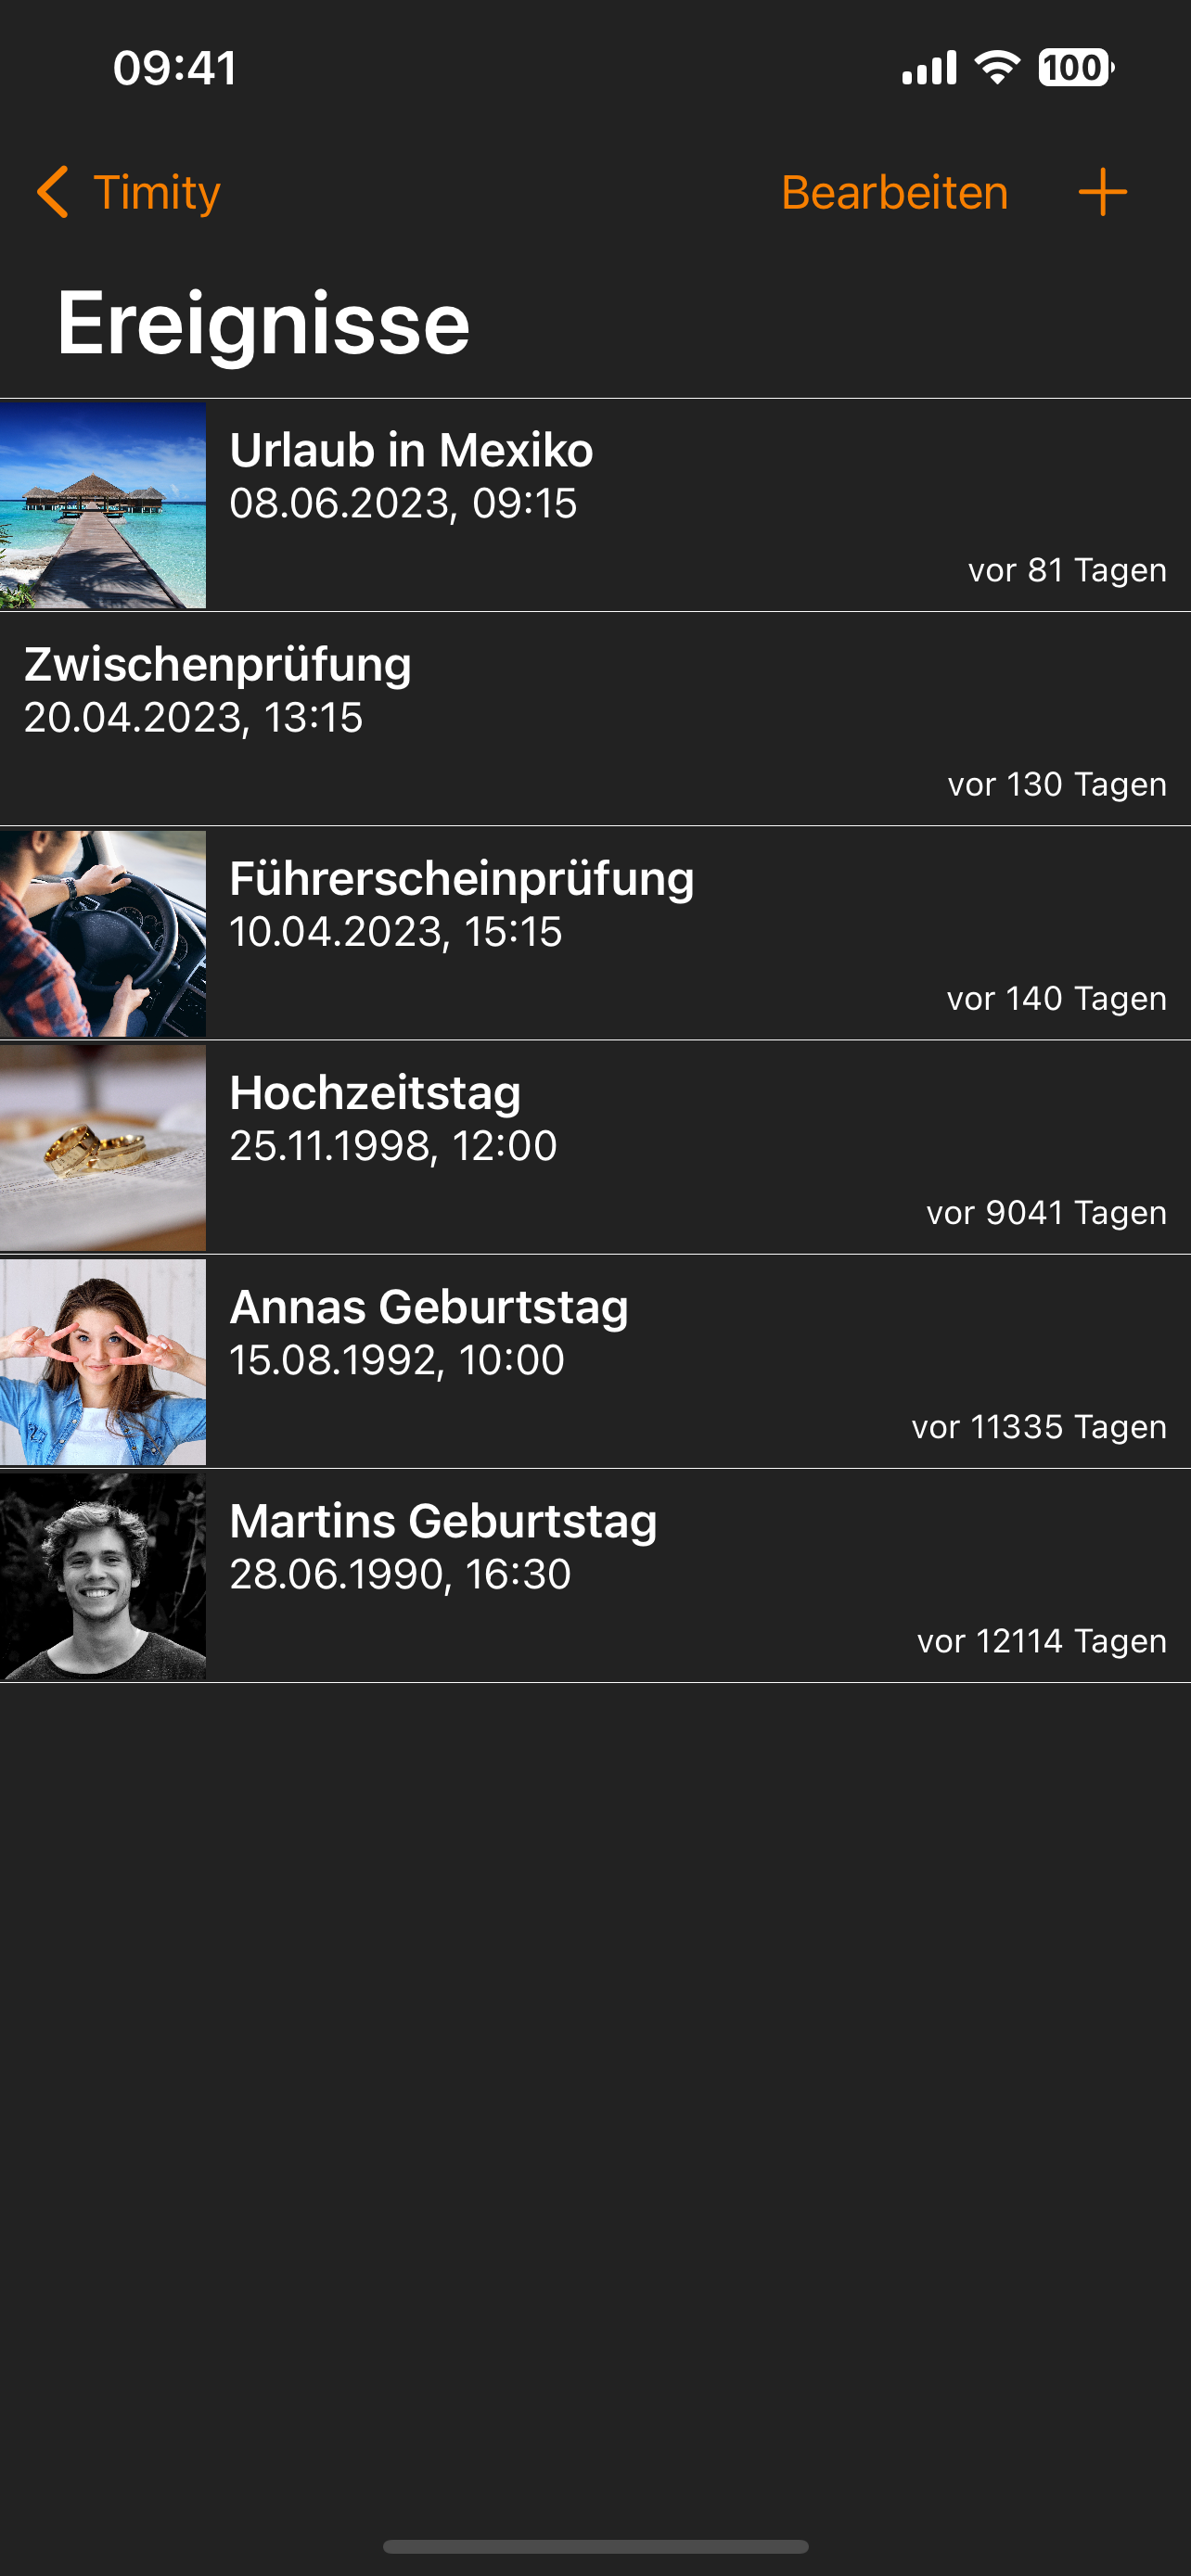 09:41
100
Timity
Bearbeiten
Ereignisse
Urlaub in Mexiko
08.06.2023, 09:15
vor 81 Tagen
Zwischenprüfung
20.04.2023, 13:15
vor 130 Tagen
Führerscheinprüfung
10.04.2023, 15:15
vor 140 Tagen
Hochzeitstag
25.11.1998, 12:00
vor 9041 Tagen
Annas Geburtstag
15.08.1992, 10:00
vor 11335 Tagen
Martins Geburtstag
28.06.1990, 16:30
vor 12114 Tagen